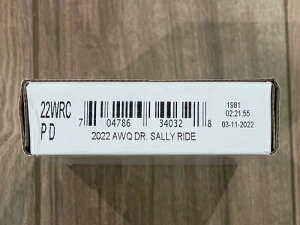 22WRC
P D
7 04786 34032 8
2022 AWQ DR. SALLY RIDE
1981
02:21:55
03-11-2022